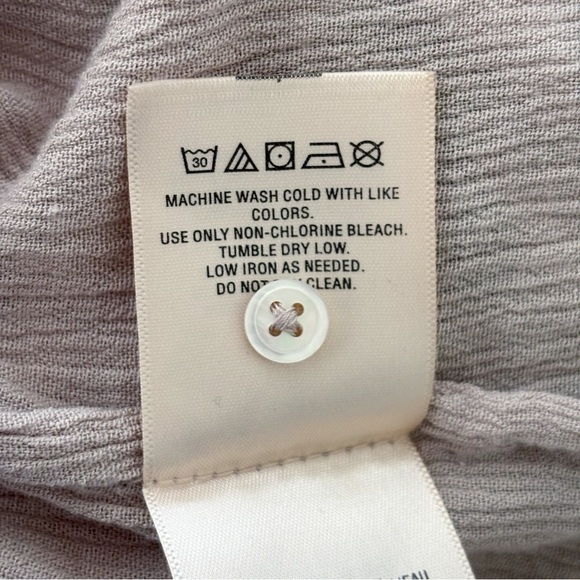 30
MACHINE WASH COLD WITH LIKE
COLORS.
USE ONLY NON-CHLORINE BLEACH.
TUMBLE DRY LOW.
LOW IRON AS NEEDED.
DO NOT CLEAN.